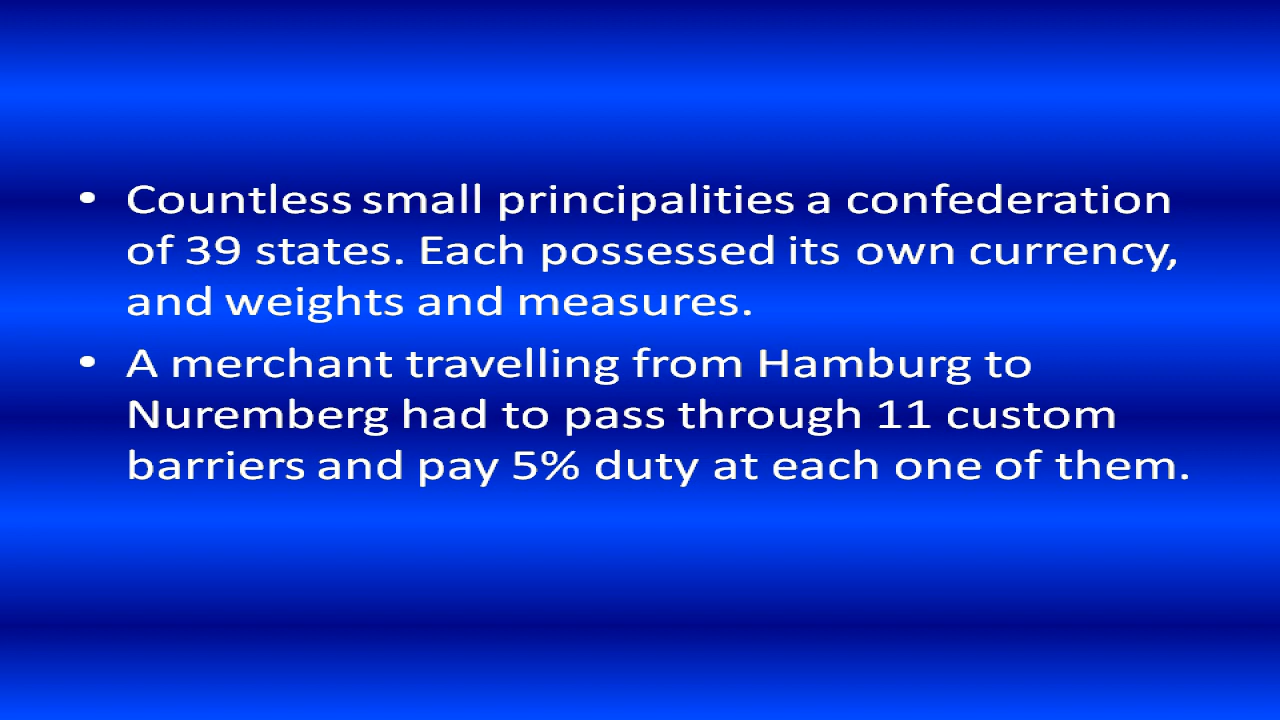 • Countless small principalities a confederation
of 39 states. Each possessed its own currency,
and weights and measures.
• A merchant travelling from Hamburg to
Nuremberg had to pass through 11 custom
barriers and pay 5% duty at each one of them.